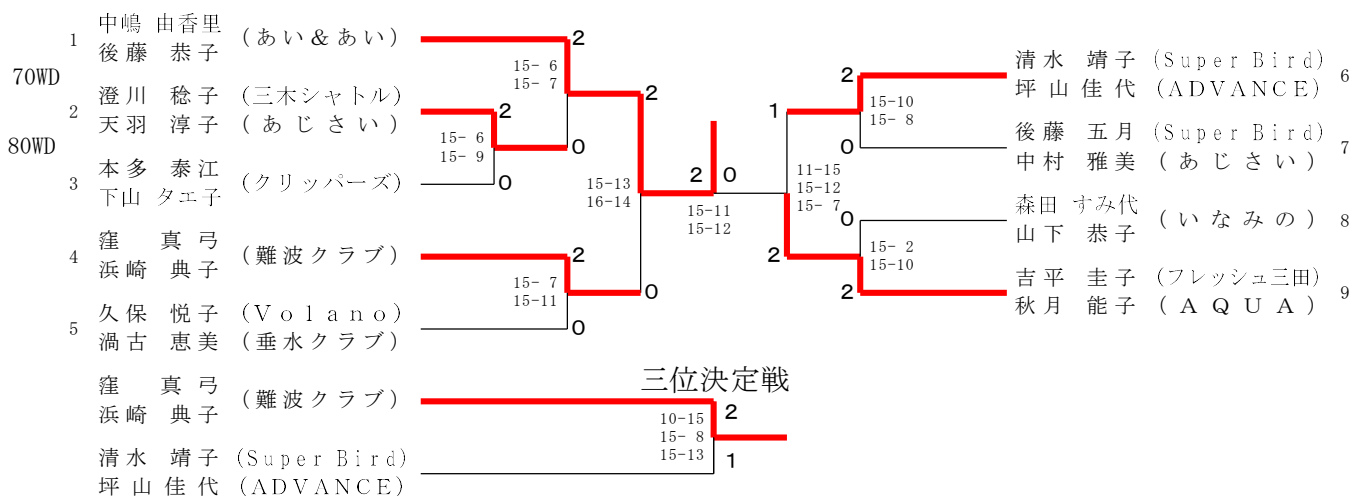 70WD
80WD
1 中嶋 由香里 (あい&あい)
後藤 恭子
2 澄川 稔子 (三木シャトル)
天羽 淳子 (あじさい)
3 本多 泰江 (クリッパーズ)
下山 タエ子
4 窪 真弓 (難波クラブ)
浜崎 典子
5 久保 悦子 (Volano)
渦古 恵美 (垂水クラブ)
2
15- 6
15- 7
0
2
15- 6
15- 9
0
2
15- 7
15-11
0
2
15-13
16-14
0
2 0
15-11
15-12
1
11-15
15-12
15- 7
2
2
15-10
15- 8
0
0
15- 2
15-10
2
清水 靖子 (Super Bird) 6
坪山佳代 (ADVANCE)
後藤 五月 (Super Bird) 7
中村 雅美 (あじさい)
森田 すみ代 (いなみの) 8
山下 恭子
吉平 圭子 (フレッシュ三田) 9
秋月 能子 (AQUA)
三位決定戦
窪 真弓 (難波クラブ)
浜崎 典子
清水 靖子 (Super Bird)
坪山佳代 (ADVANCE)
2
10-15
15- 8
15-13
1